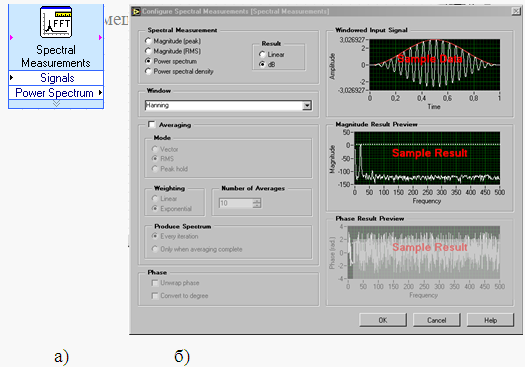 мет
FFT
Spectral
Measurements
Signals
Power Spectrum
Configure Spectral Measurements [Spectral Measurements]
Spectral Measurement
Magnitude (peak)
Magnitude (RMS)
Power spectrum
Power spectral density
Result
Linear
dB
Window
Hanning
Averaging
Mode
Vector
RMS
Peak hold
Weighting
Linear
Exponential
Number of Averages
10
Produce Spectrum
Every iteration
Only when averaging complete
Phase
Unwrap phase
Convert to degree
Windowed Input Signal
3,026927
Amplitude
Sample Data
-3,026927
0 0,2 0,4 0,6 0,8 1
Time
Magnitude Result Preview
50
0
Magnitude
Sample Result
-50
-100
-150
0 50 100 150 200 250 300 350 400 450 500
Frequency
Phase Result Preview
4
2
Phase [rad.]
Sample Result
0
-2
-4
0 50 100 150 200 250 300 350 400 450 500
Frequency
OK Cancel Help
а) б)